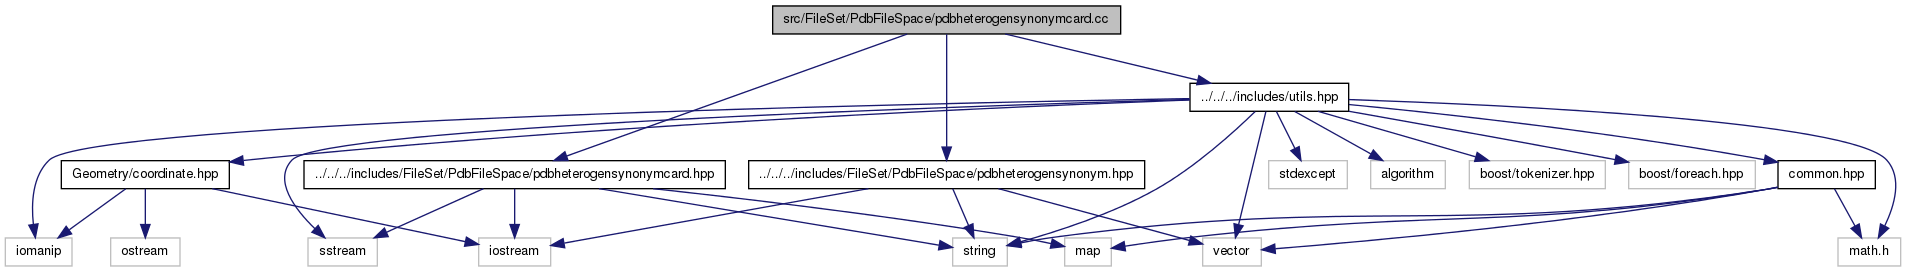 src/FileSet/PdbFileSpace/pdbheterogensynonymcard.cc
../../../includes/utils.hpp
Geometry/coordinate.hpp
../../../includes/FileSet/PdbFileSpace/pdbheterogensynonymcard.hpp
../../../includes/FileSet/PdbFileSpace/pdbheterogensynonym.hpp
stdexcept
algorithm
boost/tokenizer.hpp
boost/foreach.hpp
common.hpp
iomanip
ostream
sstream
iostream
string
map
vector
math.h